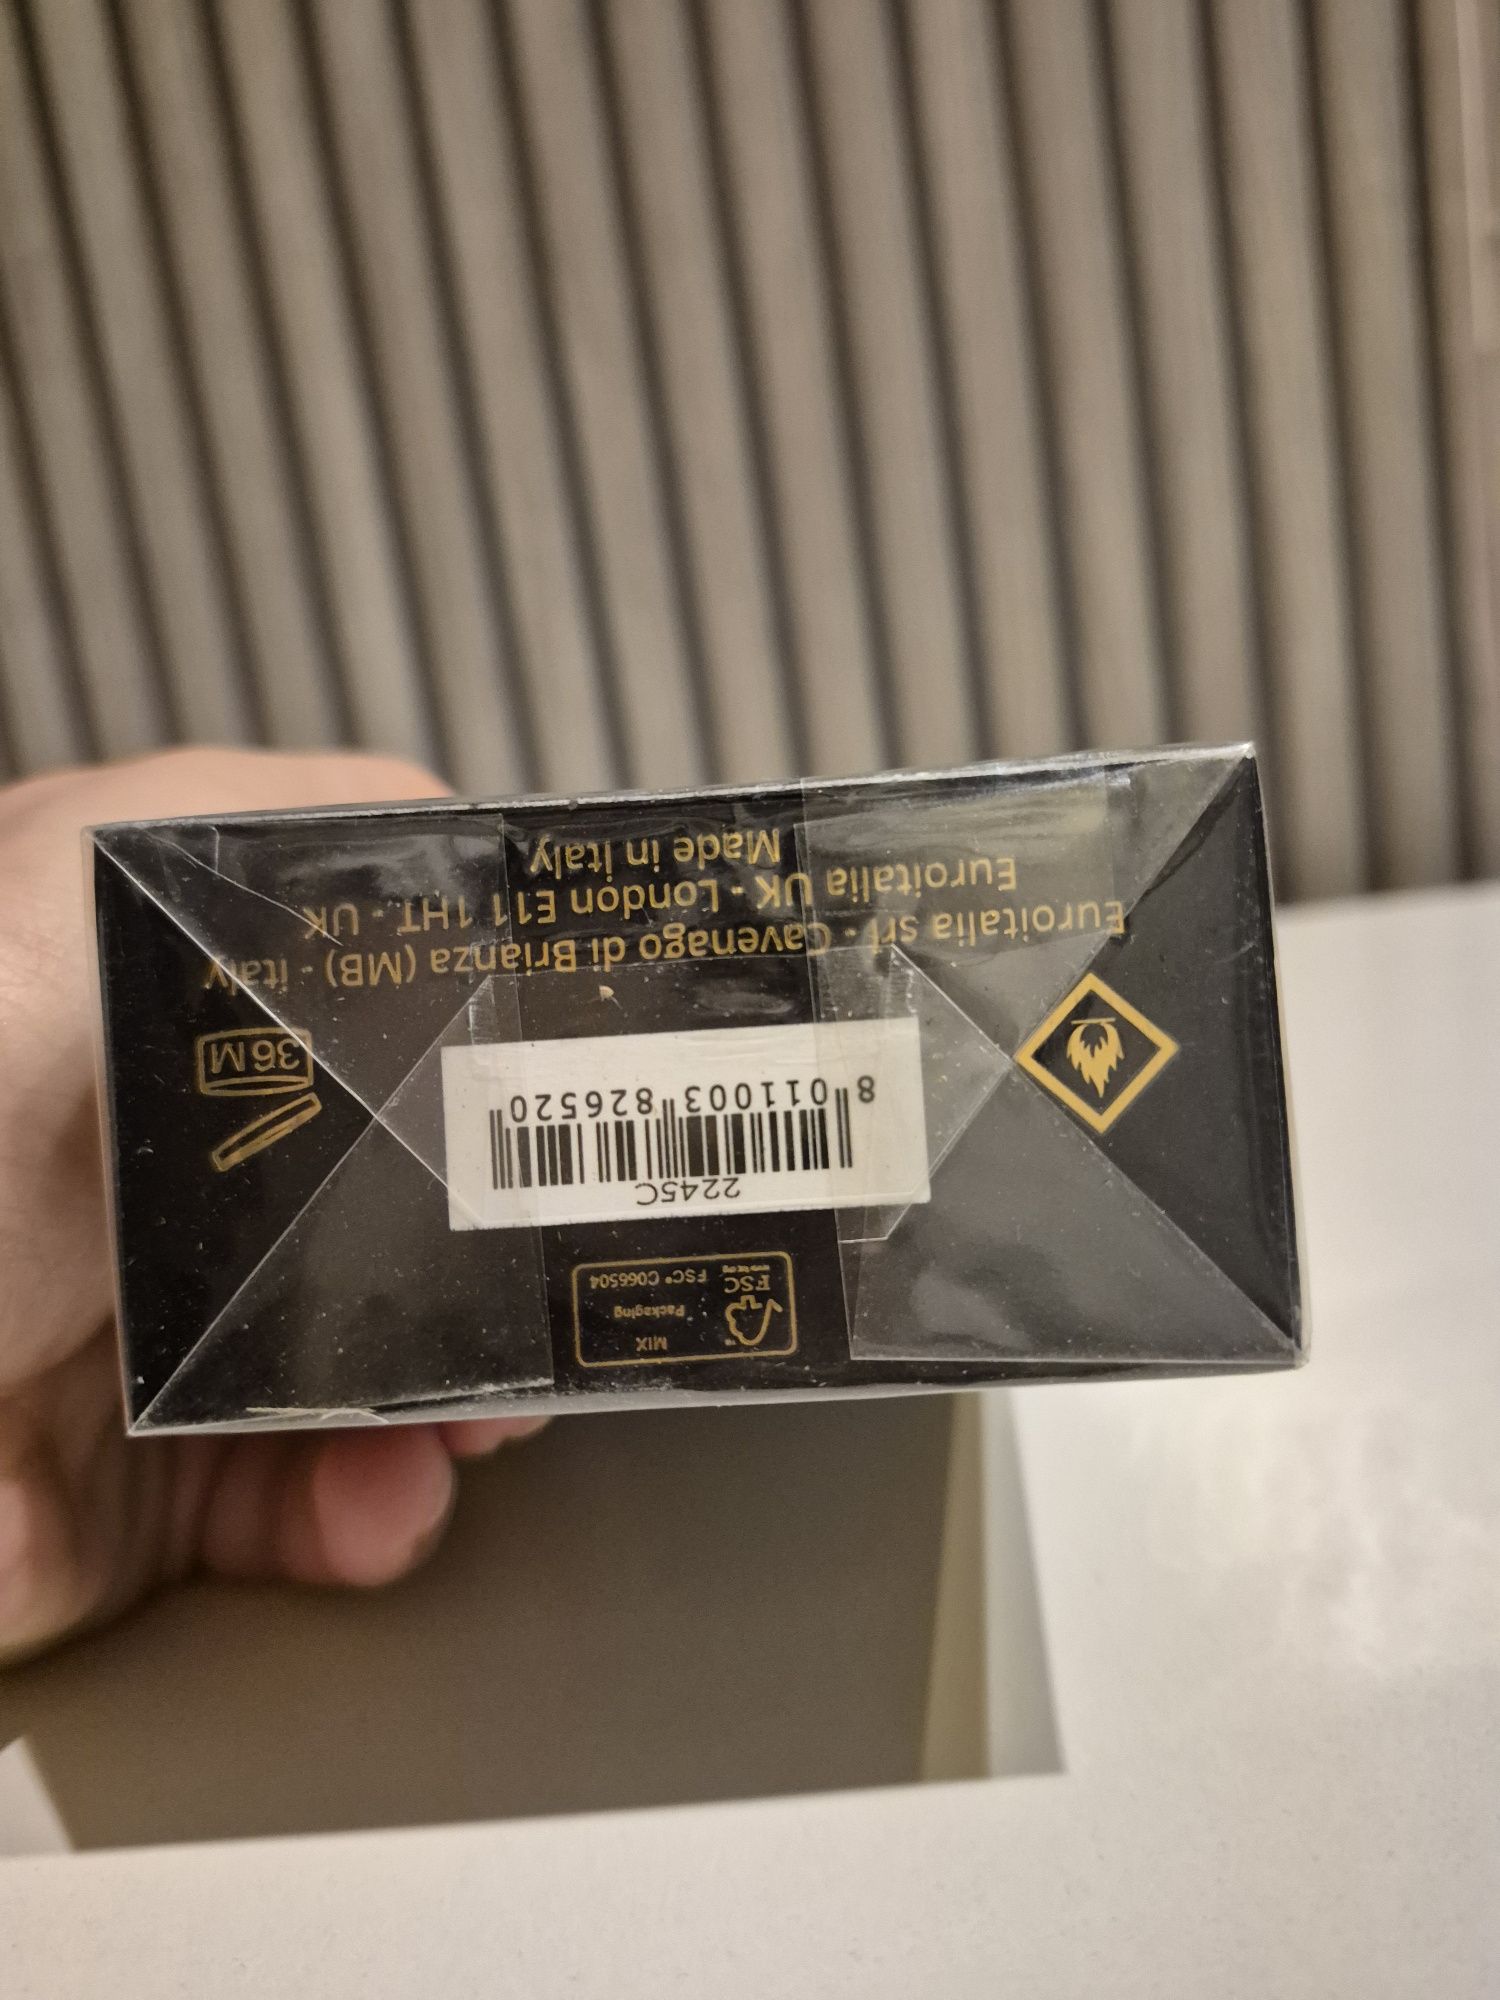 MIX
Packaging
FSC
FSC® C066504
2245C
8 011003 826520
36M
Euroitalia srl - Cavenago di Brianza (MB) - Italy
Euroitalia UK - London E11 1HT - UK
Made in Italy